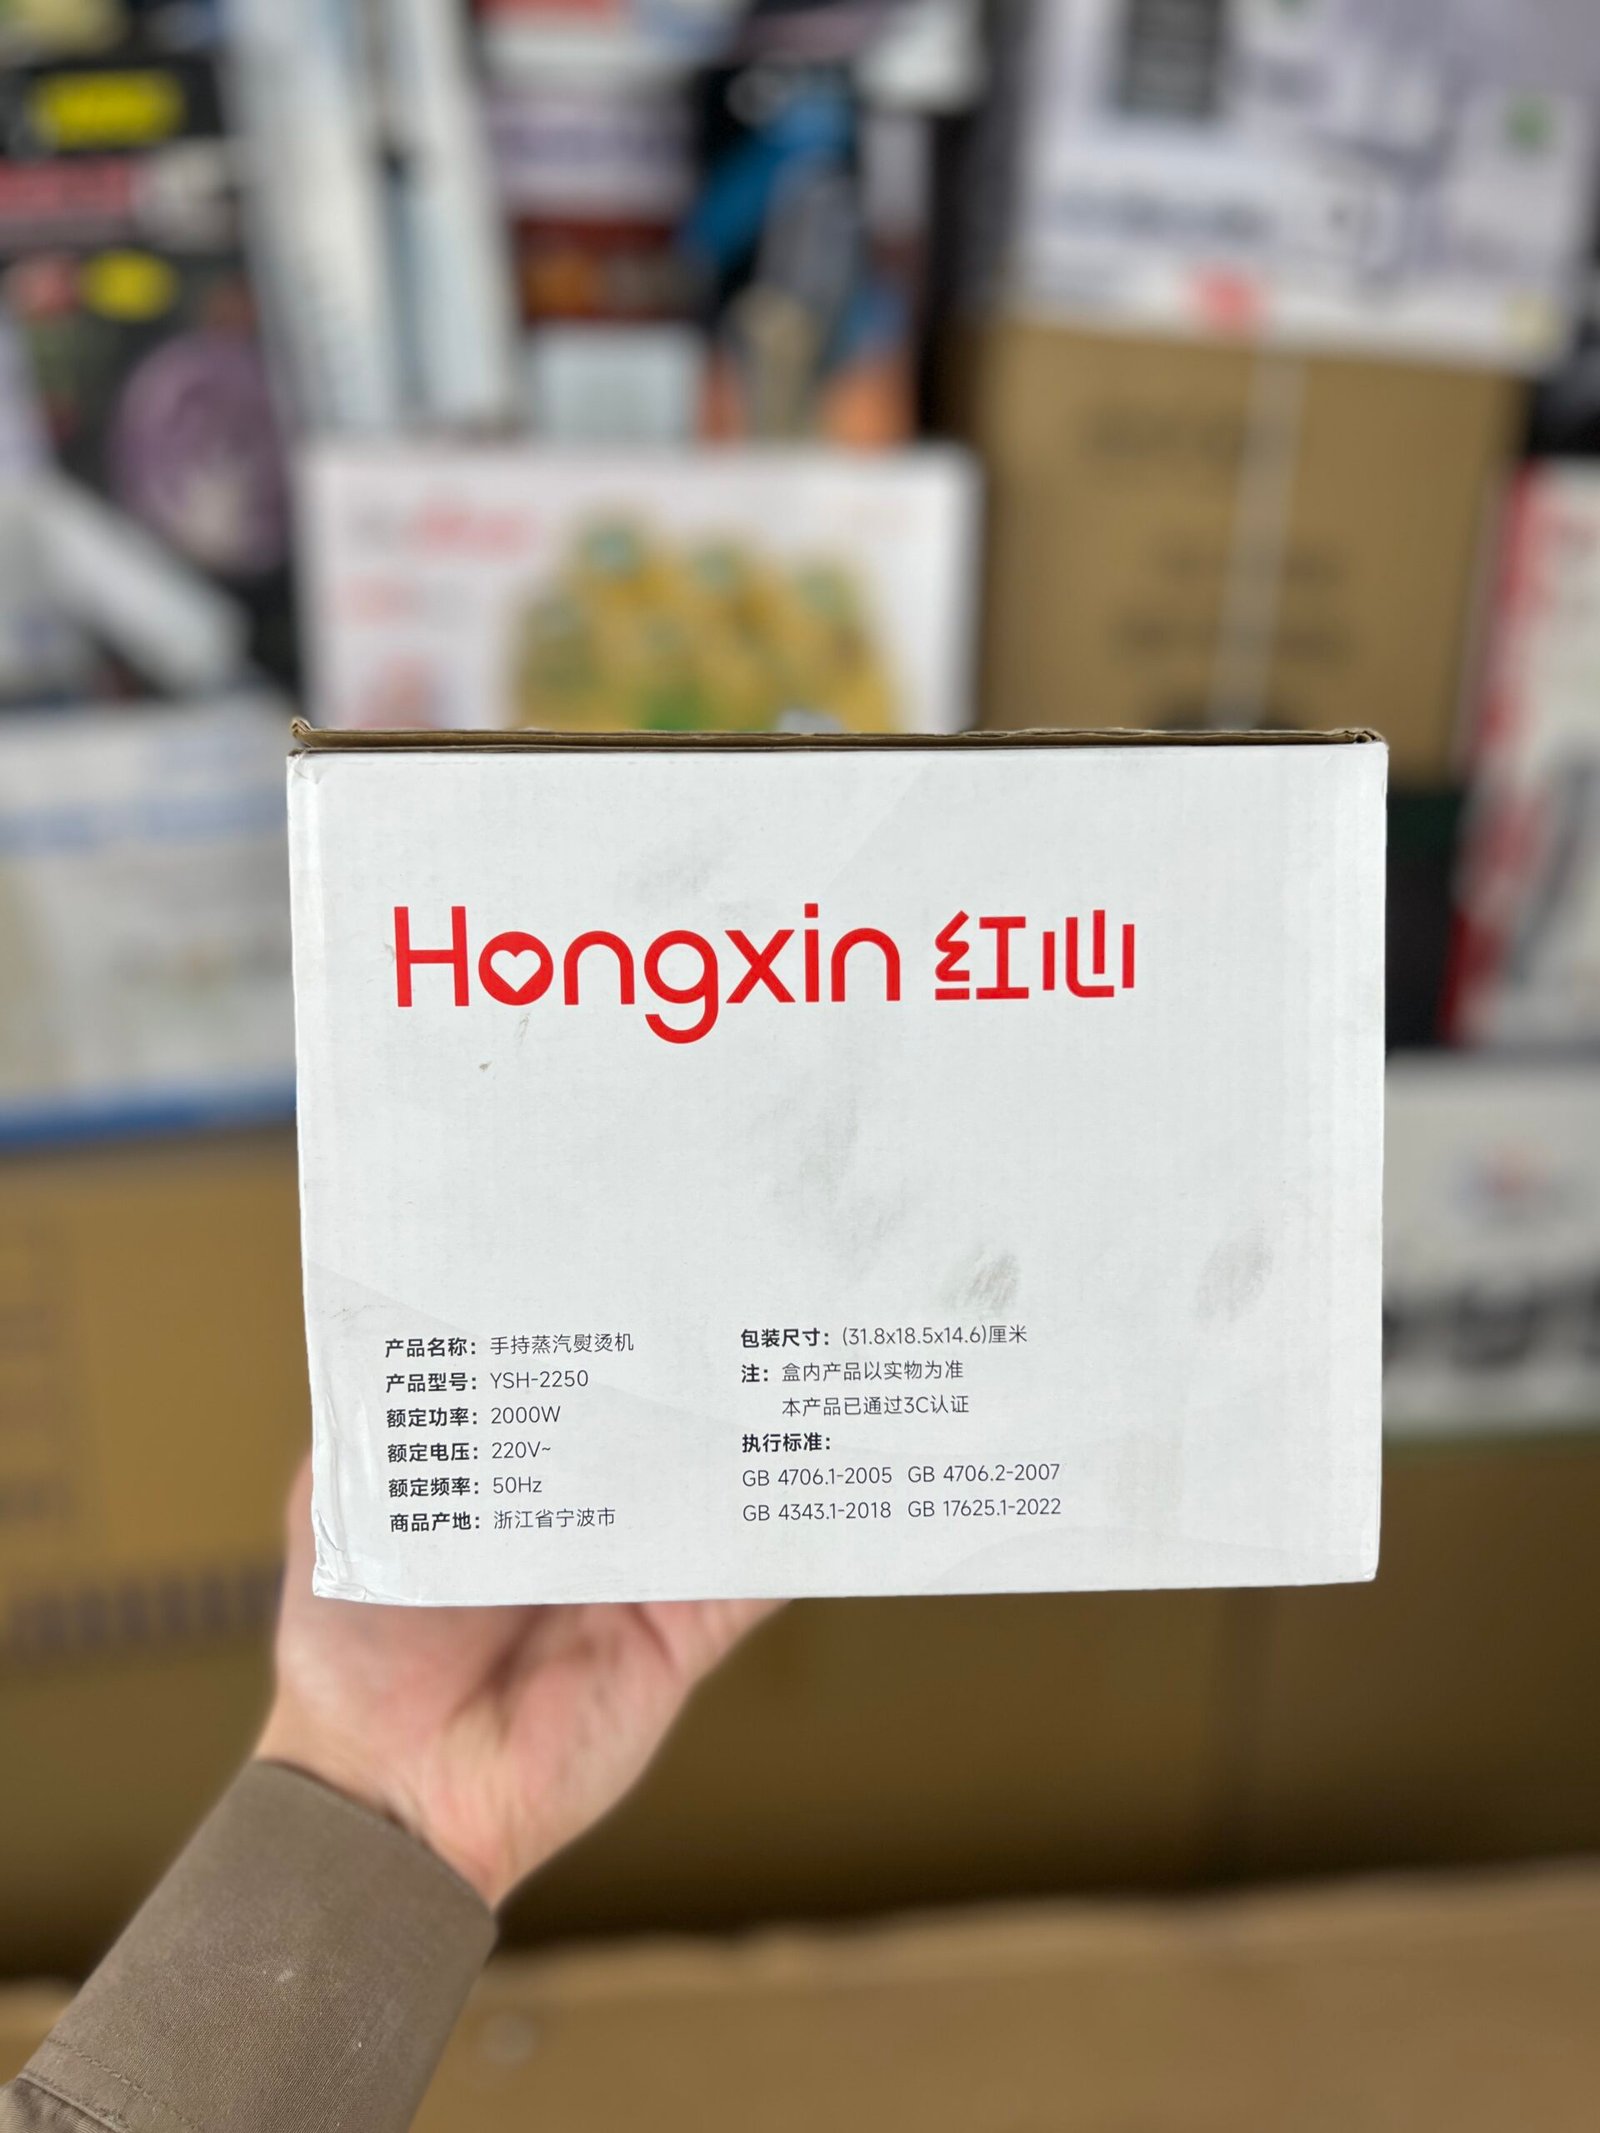 Hongxin 红心
产品名称：手持蒸汽熨烫机
产品型号：YSH-2250
额定功率：2000W
额定电压：220V~
额定频率：50Hz
商品产地：浙江省宁波市
包装尺寸：(31.8x18.5x14.6)厘米
注：盒内产品以实物为准
本产品已通过3C认证
执行标准：
GB 4706.1-2005 GB 4706.2-2007
GB 4343.1-2018 GB 17625.1-2022